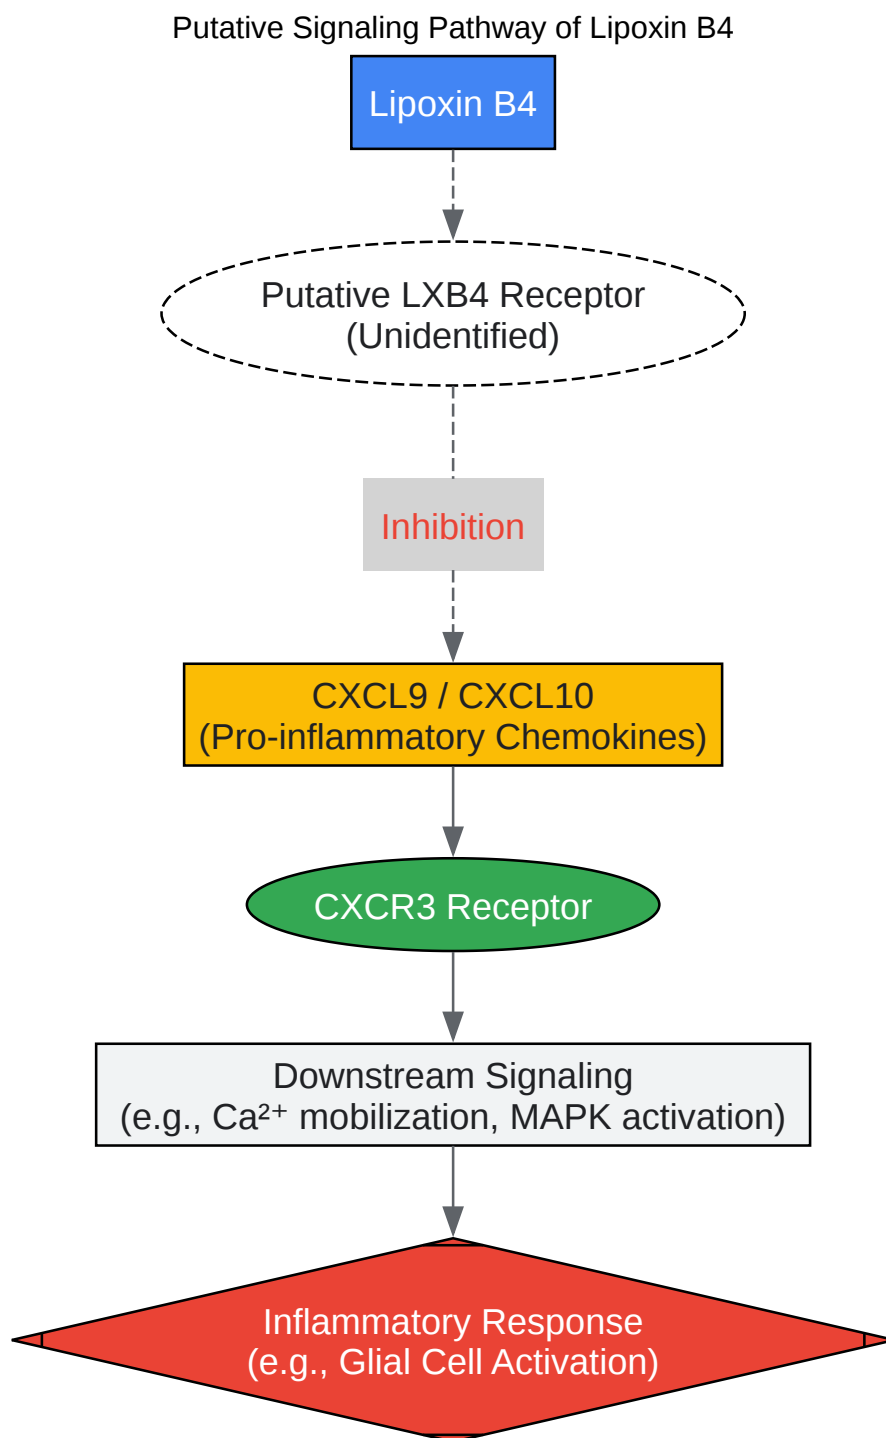 Putative Signaling Pathway of Lipoxin B4
Lipoxin B4
Putative LXB4 Receptor
(Unidentified)
Inhibition
CXCL9 / CXCL10
(Pro-inflammatory Chemokines)
CXCR3 Receptor
Downstream Signaling
(e.g., Ca²⁺ mobilization, MAPK activation)
Inflammatory Response
(e.g., Glial Cell Activation)